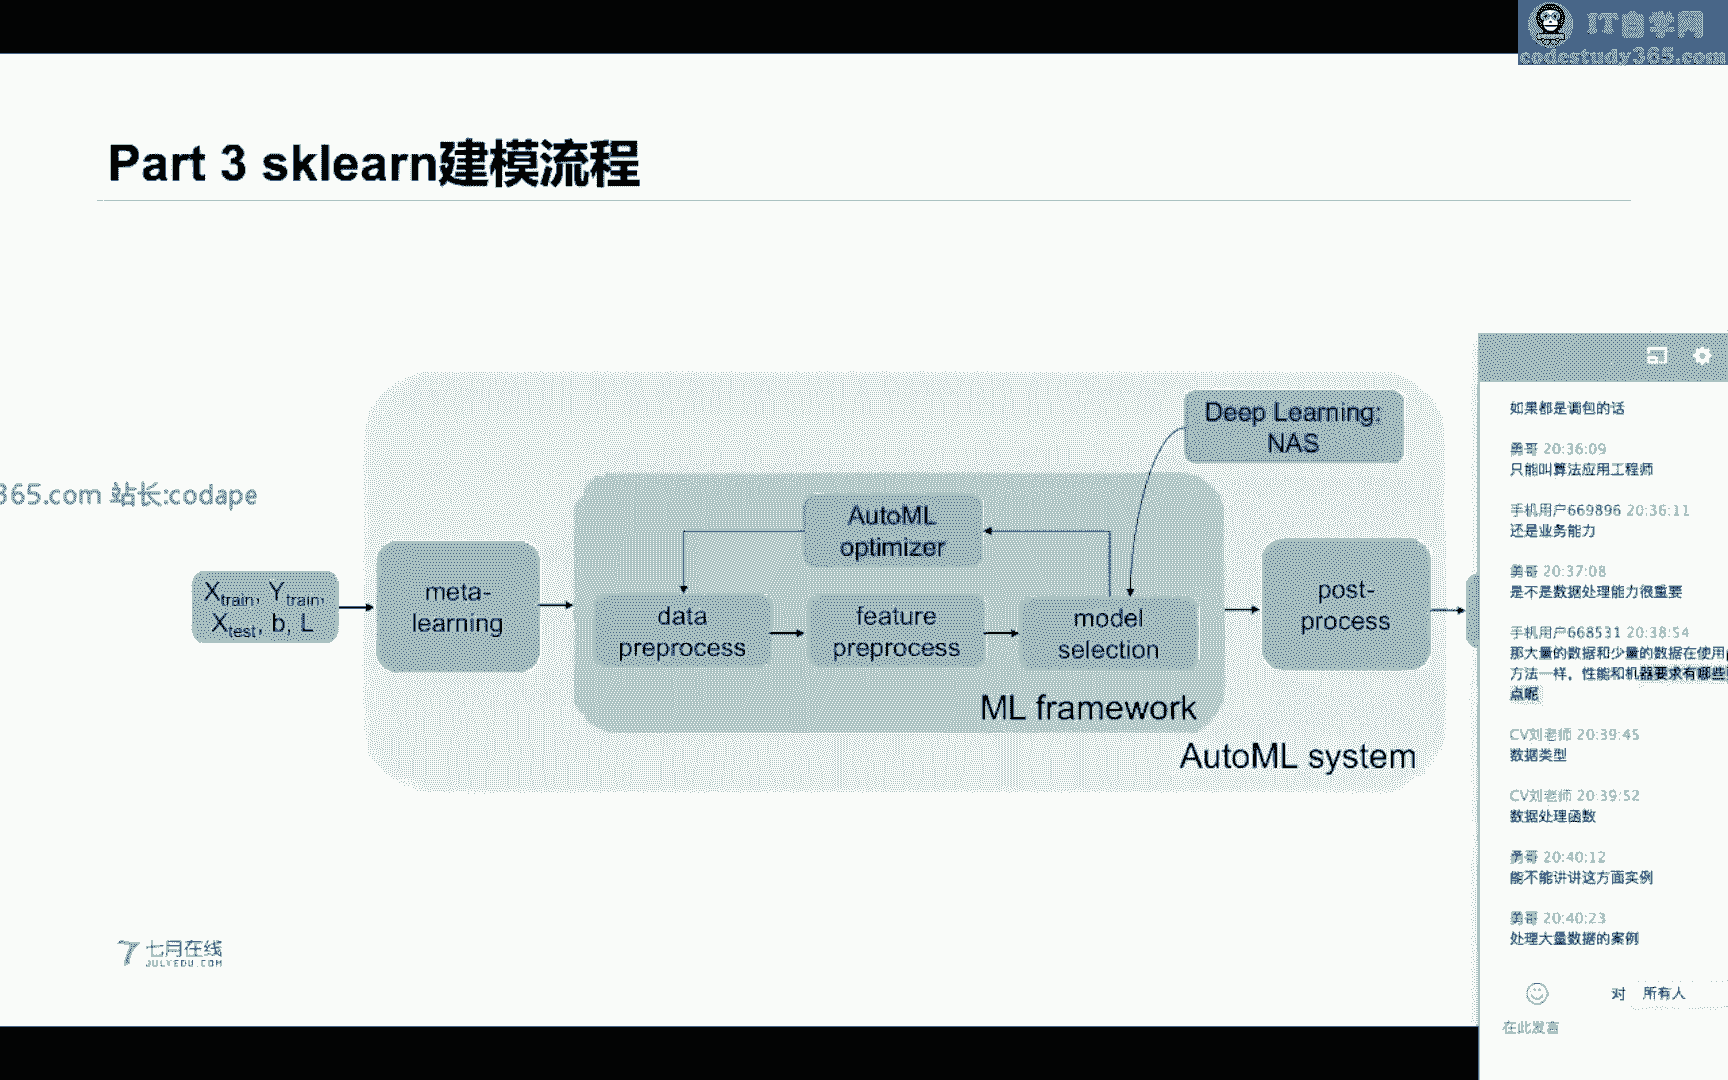 IT自学网
codestudy365.com
Part 3 sklearn建模流程
365.com 站长:codape
Deep Learning:
NAS
AutoML
optimizer
X_train, Y_train,
X_test, b, L
meta-
learning
data
preprocess
feature
preprocess
model
selection
post-
process
ML framework
AutoML system
七月在线
JULYEDU.COM
如果都是调包的话
勇哥 20:36:09
只能叫算法应用工程师
手机用户669896 20:36:11
还是业务能力
勇哥 20:37:08
是不是数据处理能力很重要
手机用户668531 20:38:54
那大量的数据和少量的数据在使用
方法一样，性能和机器要求有哪些
点呢
CV刘老师 20:39:45
数据类型
CV刘老师 20:39:52
数据处理函数
勇哥 20:40:12
能不能讲讲这方面实例
勇哥 20:40:23
处理大量数据的案例
对 所有人
在此发言